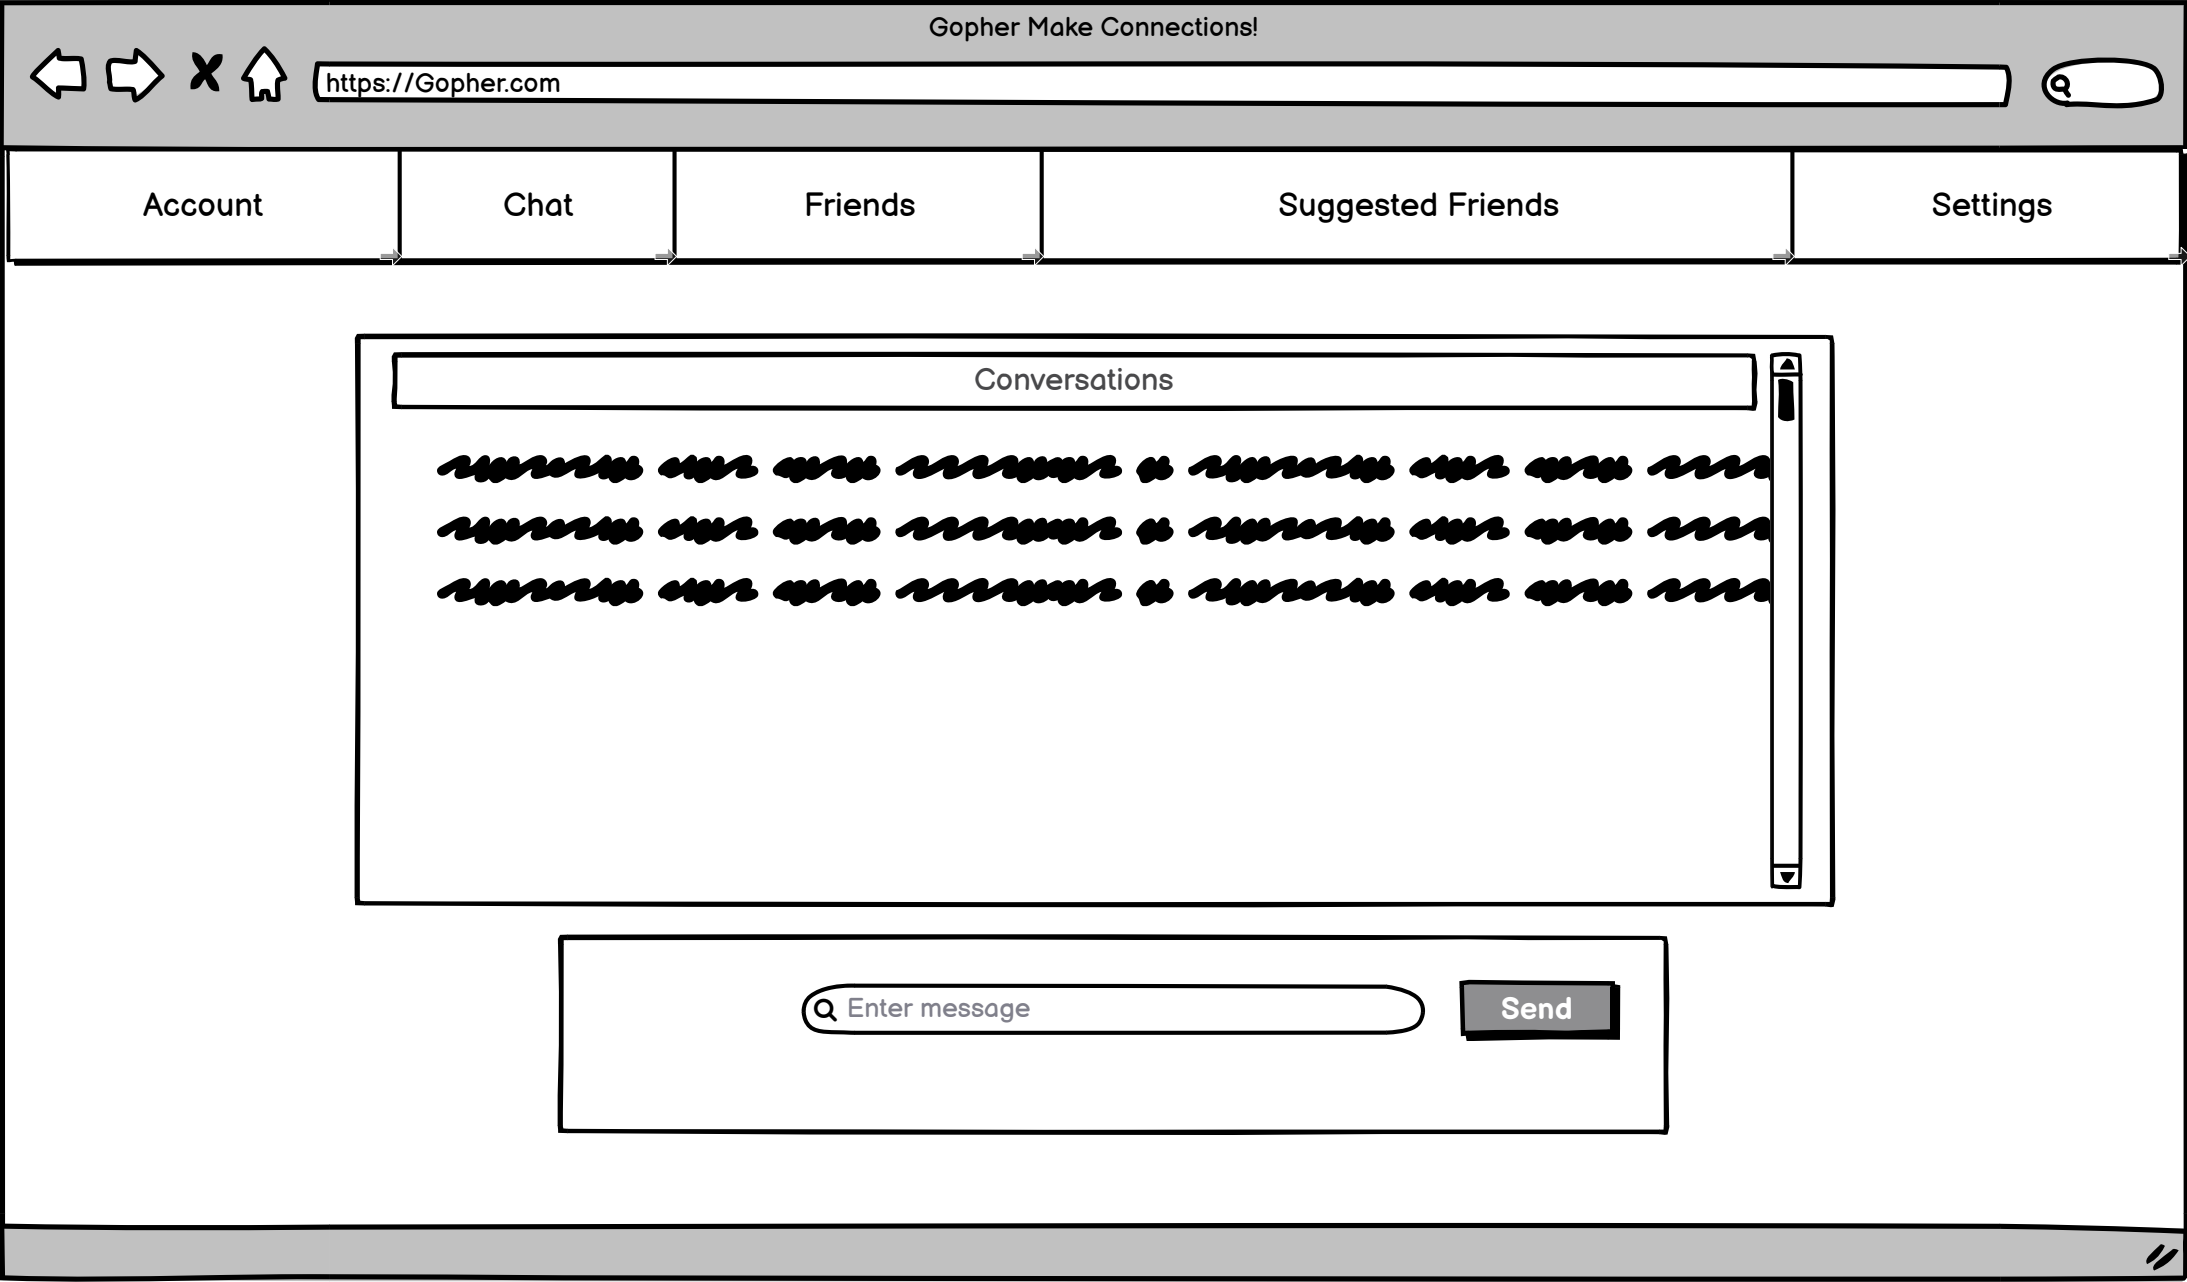 Gopher Make Connections!
https://Gopher.com
Account
Chat
Friends
Suggested Friends
Settings
Conversations
Enter message
Send